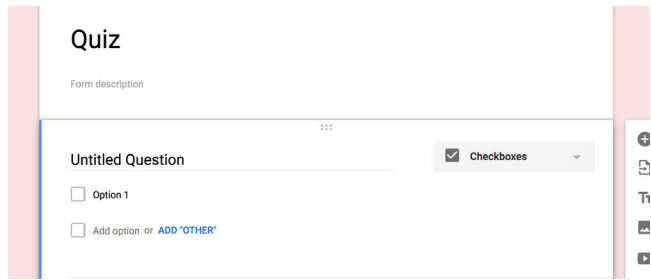 Quiz
Form description
Untitled Question
Checkboxes
Option 1
Add option or ADD "OTHER"